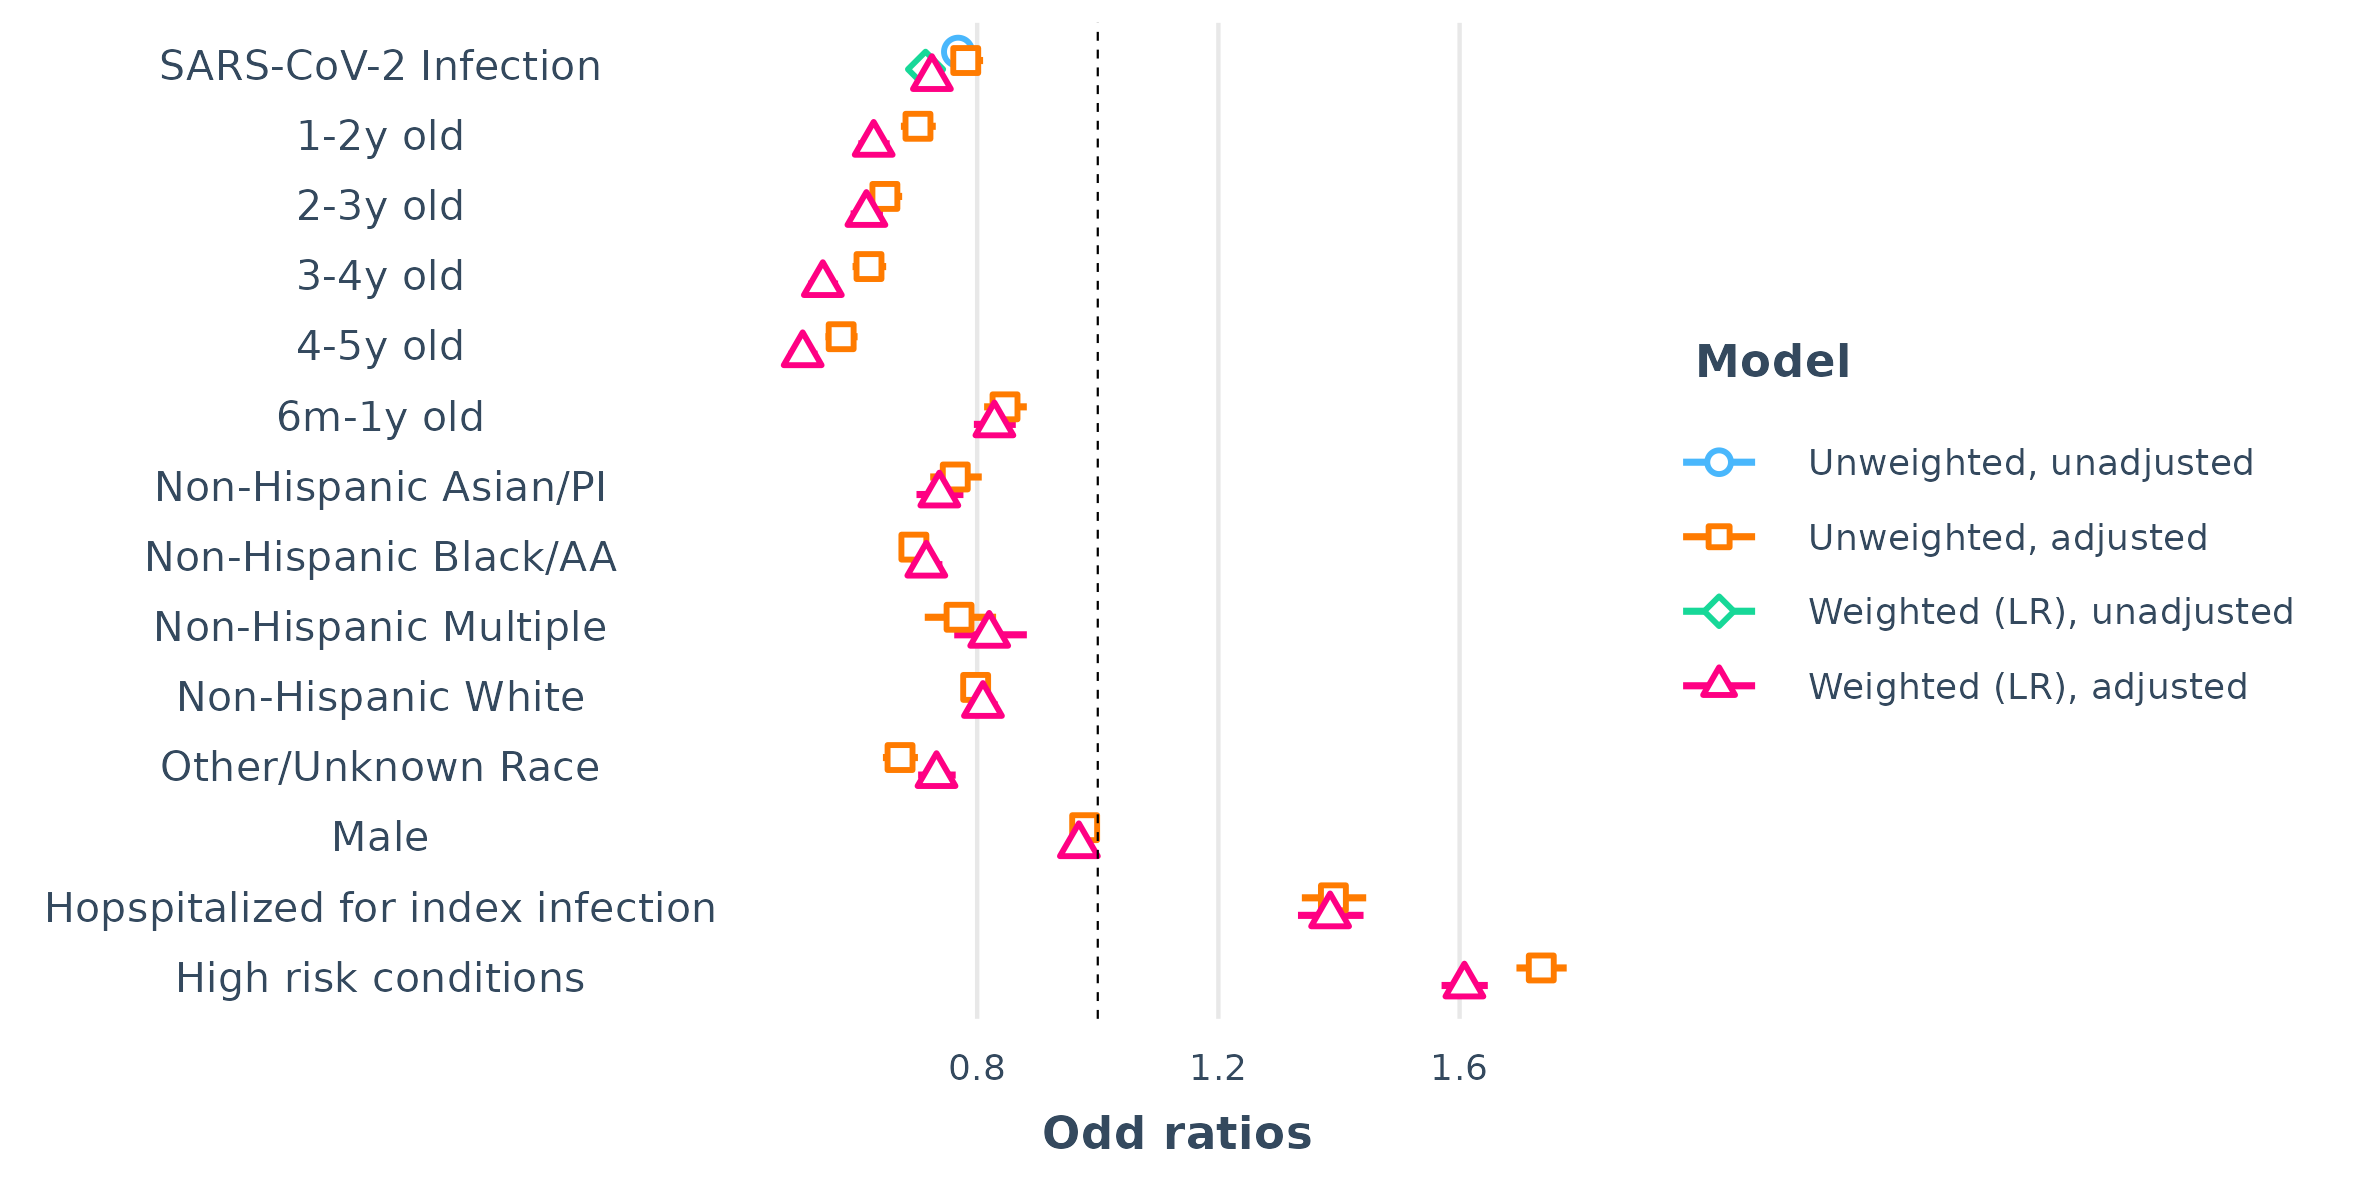 SARS-CoV-2 Infection
1-2y old
2-3y old
3-4y old
4-5y old
6m-1y old
Non-Hispanic Asian/PI
Non-Hispanic Black/AA
Non-Hispanic Multiple
Non-Hispanic White
Other/Unknown Race
Male
Hopspitalized for index infection
High risk conditions
0.8 1.2 1.6
Odd ratios
Model
Unweighted, unadjusted
Unweighted, adjusted
Weighted (LR), unadjusted
Weighted (LR), adjusted